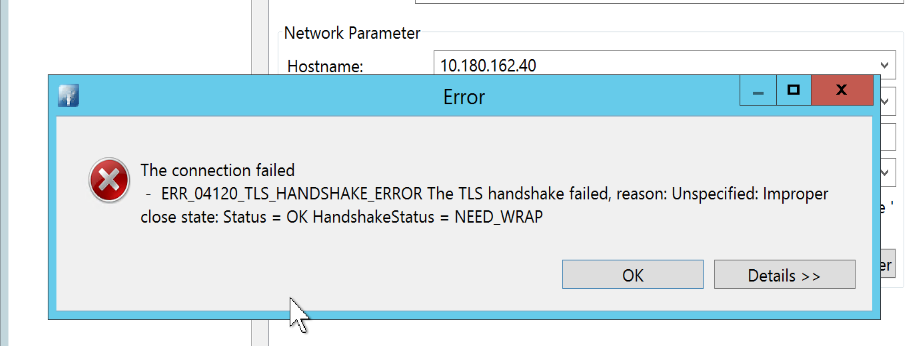 Network Parameter
Hostname: 10.180.162.40
Error
The connection failed
- ERR_04120_TLS_HANDSHAKE_ERROR The TLS handshake failed, reason: Unspecified: Improper
close state: Status = OK HandshakeStatus = NEED_WRAP
OK Details >>